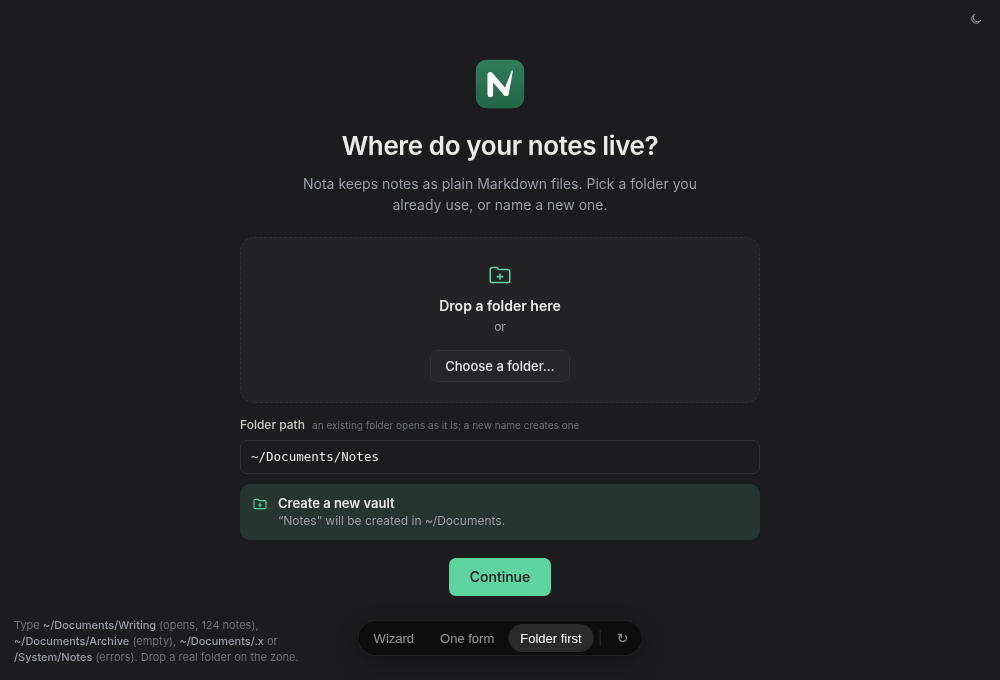 N
Where do your notes live?
Nota keeps notes as plain Markdown files. Pick a folder you
already use, or name a new one.
Drop a folder here
or
Choose a folder…
Folder path an existing folder opens as it is; a new name creates one
~/Documents/Notes
Create a new vault
“Notes” will be created in ~/Documents.
Continue
Type ~/Documents/Writing (opens, 124 notes),
~/Documents/Archive (empty), ~/Documents/.x or
/System/Notes (errors). Drop a real folder on the zone.
Wizard One form Folder first ↻